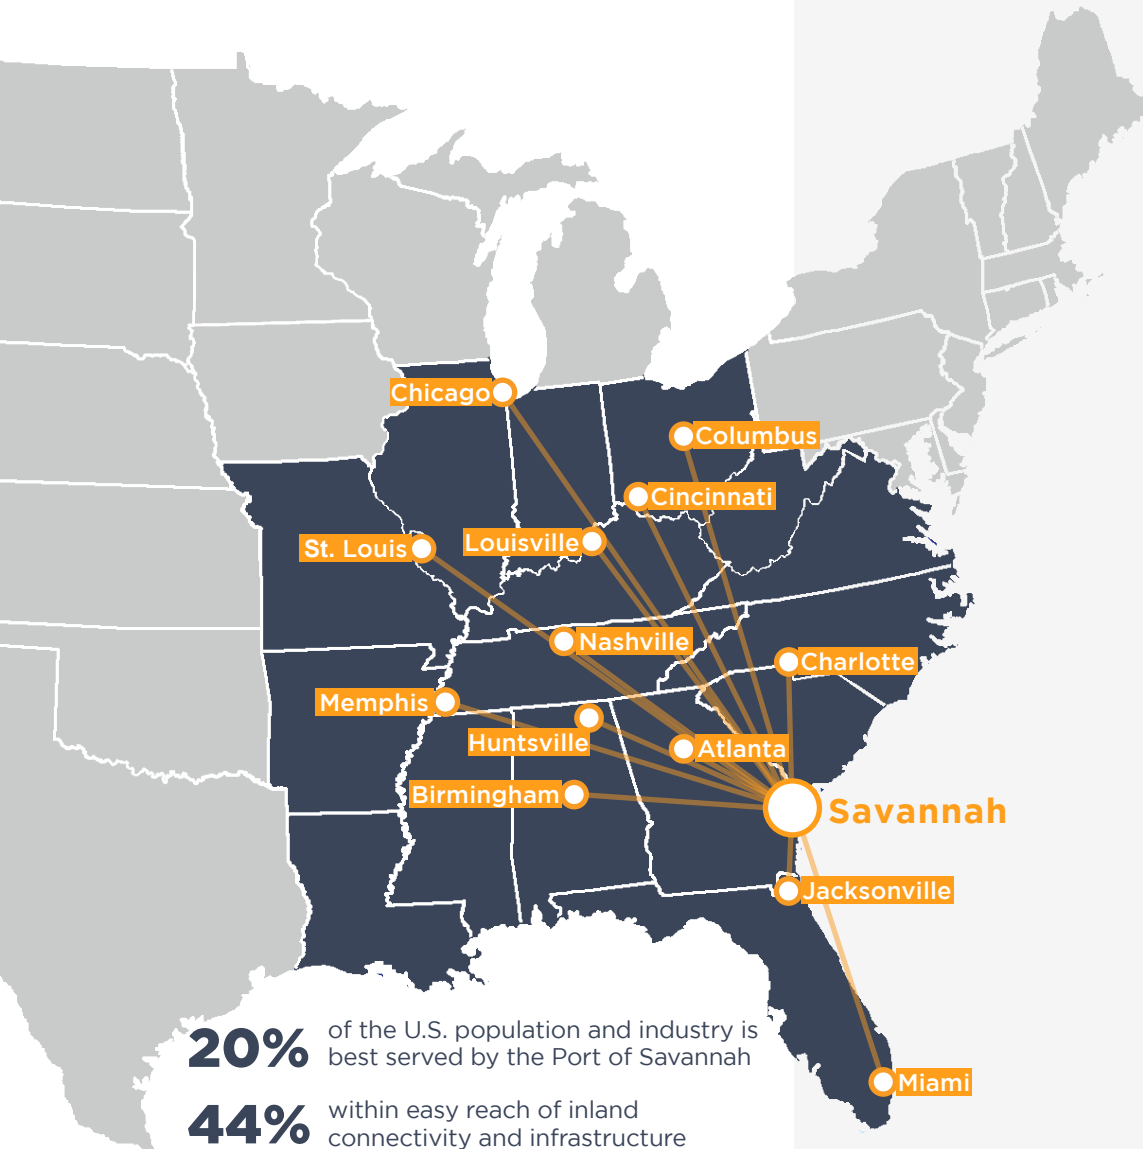 Chicago
Columbus
Cincinnati
St. Louis
Louisville
Nashville
Charlotte
Memphis
Huntsville
Atlanta
Birmingham
Savannah
Jacksonville
20%
of the U.S. population and industry is
best served by the Port of Savannah
Miami
44%
within easy reach of inland
connectivity and infrastructure